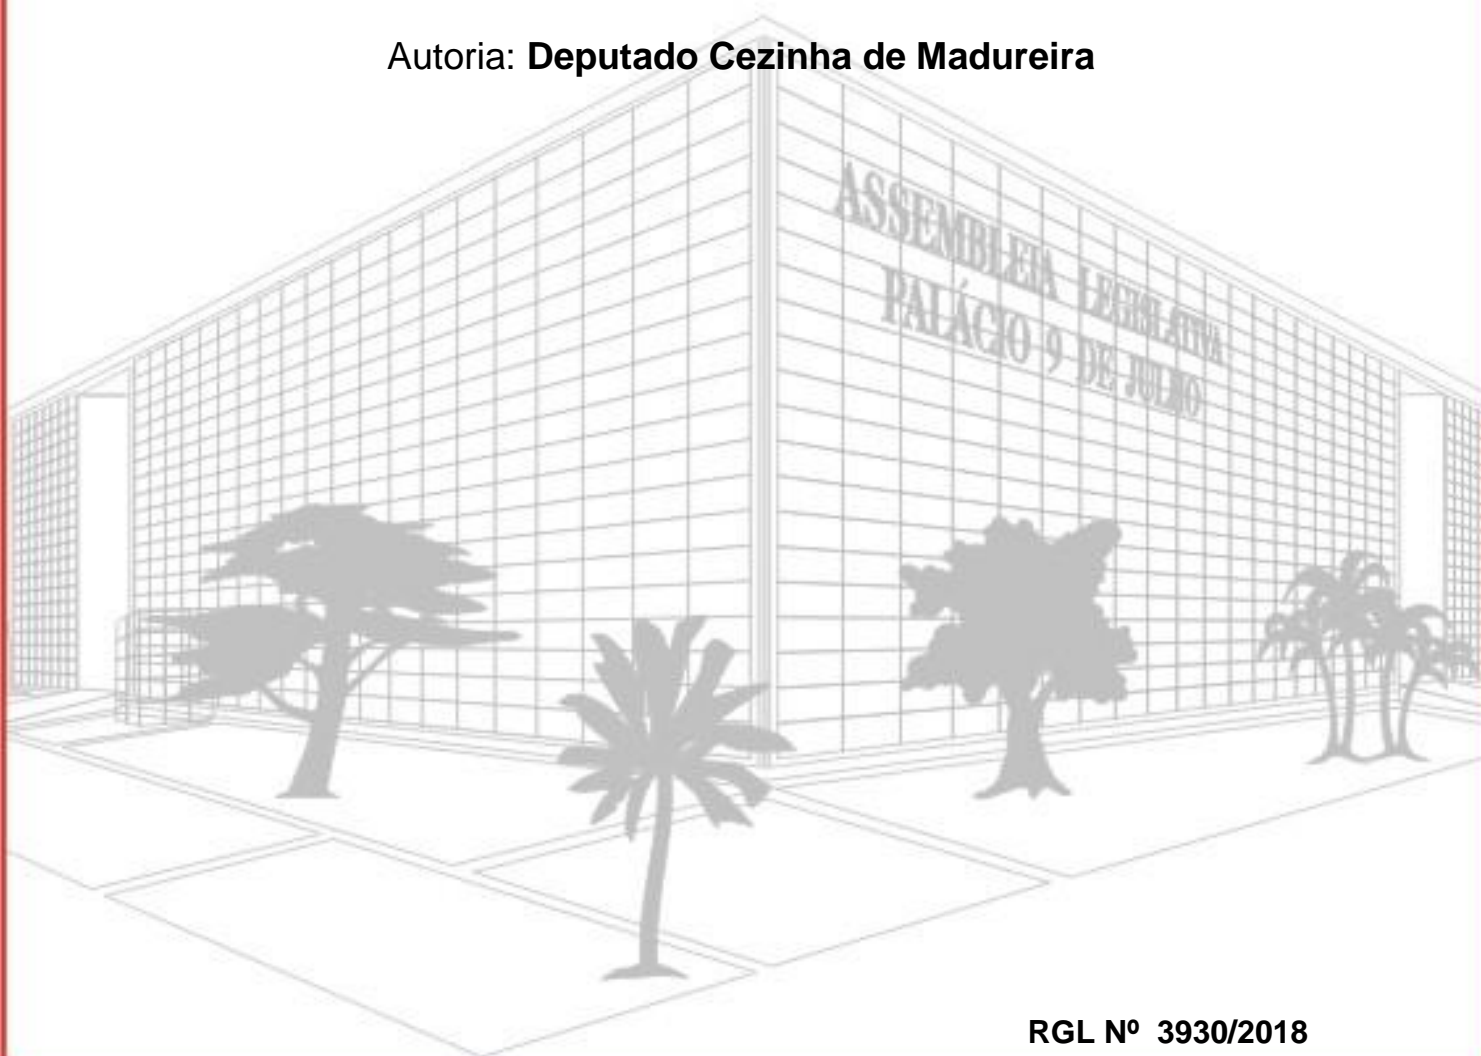 Autoria: Deputado Cezinha de Madureira
ASSEMBLEIA LEGISLATIVA
PALÁCIO 9 DE JULHO
RGL Nº 3930/2018